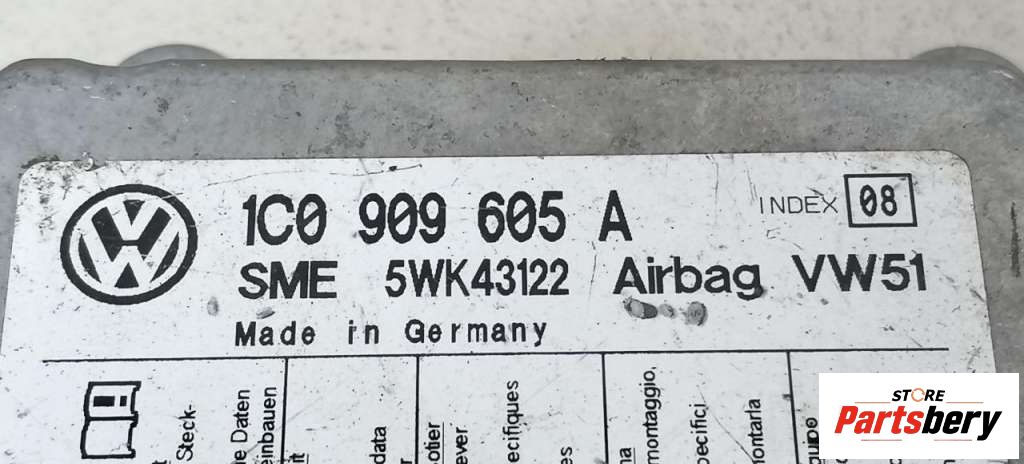 1C0 909 605 A
INDEX 08
SME 5WK43122 Airbag VW51
Made in Germany
Steck-
ie Daten
einbauen
data
ever
ecifiques
montaggio,
pecifici
montarla
STORE
Partsbery